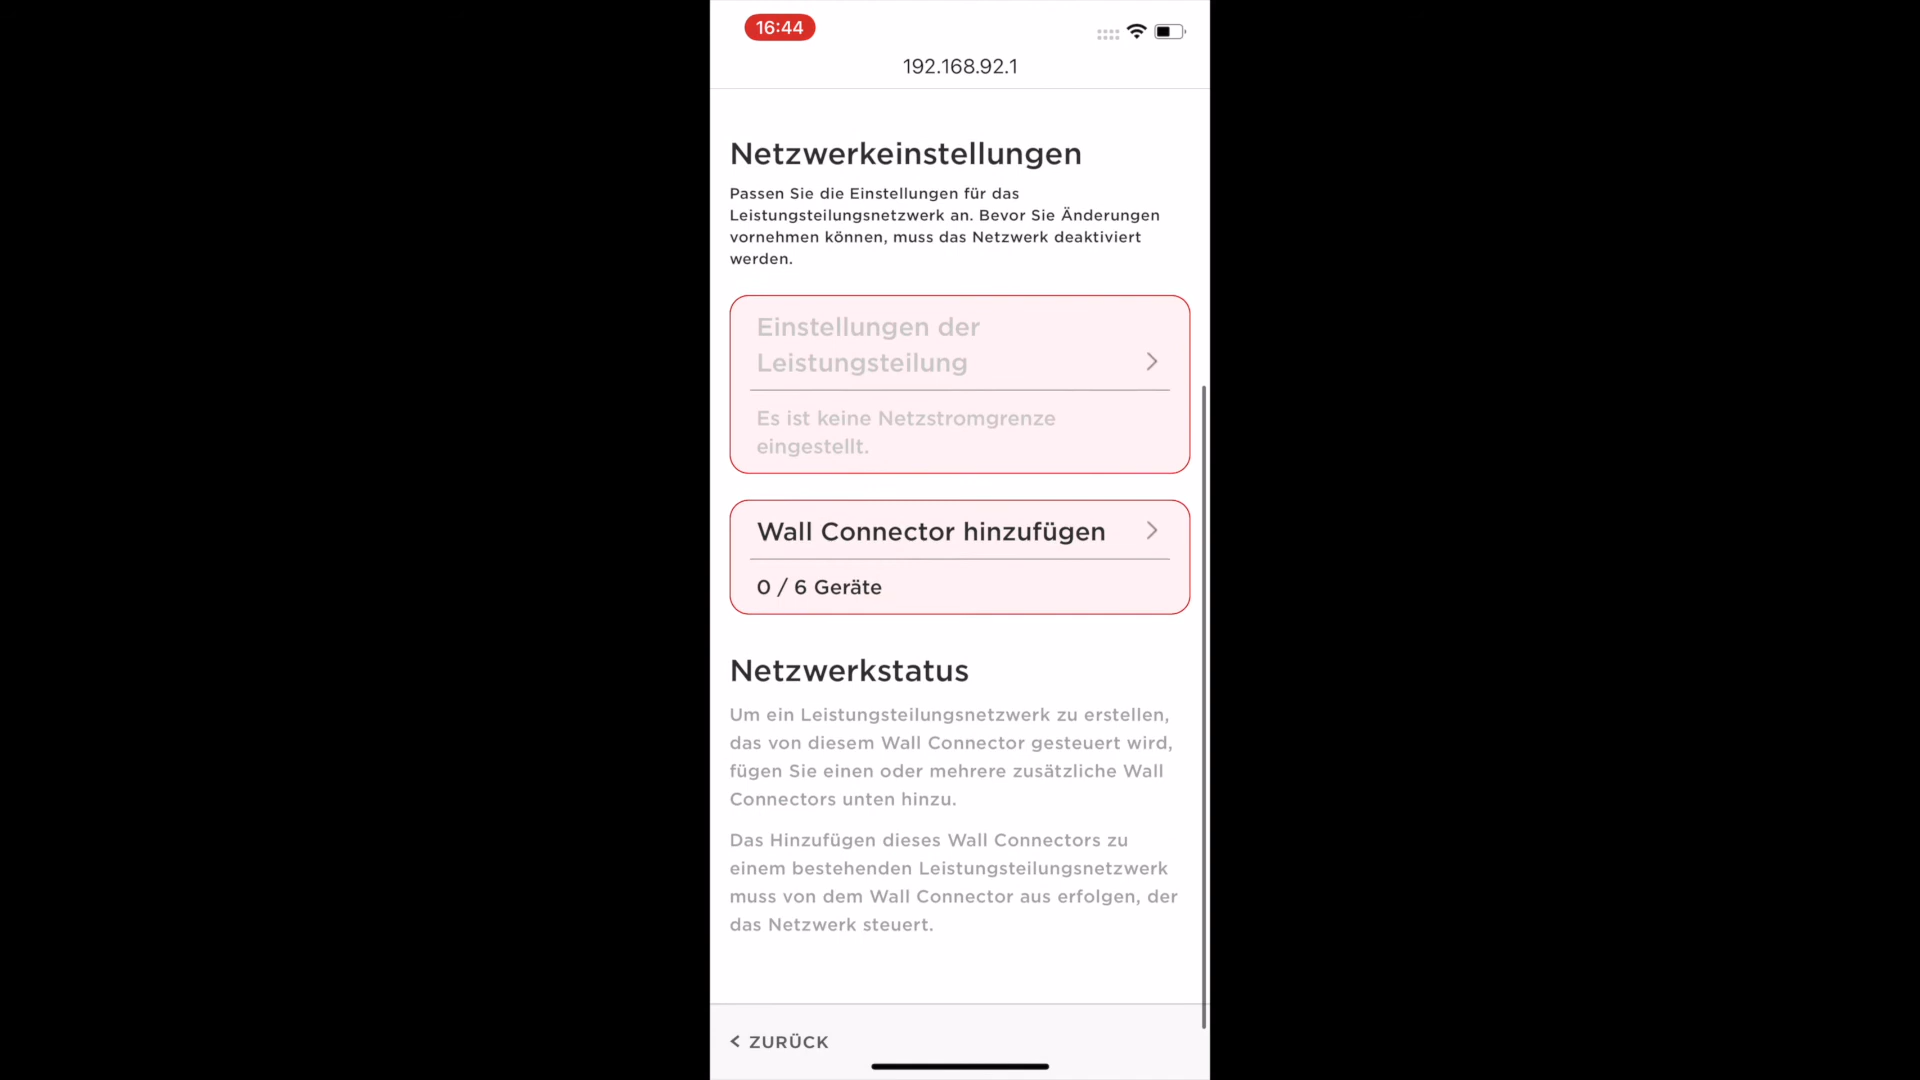 16:44
192.168.92.1
Netzwerkeinstellungen
Passen Sie die Einstellungen für das
Leistungsteilungsnetzwerk an. Bevor Sie Änderungen
vornehmen können, muss das Netzwerk deaktiviert
werden.
Einstellungen der
Leistungsteilung
Es ist keine Netzstromgrenze
eingestellt.
Wall Connector hinzufügen
0 / 6 Geräte
Netzwerkstatus
Um ein Leistungsteilungsnetzwerk zu erstellen,
das von diesem Wall Connector gesteuert wird,
fügen Sie einen oder mehrere zusätzliche Wall
Connectors unten hinzu.
Das Hinzufügen dieses Wall Connectors zu
einem bestehenden Leistungsteilungsnetzwerk
muss von dem Wall Connector aus erfolgen, der
das Netzwerk steuert.
< ZURÜCK